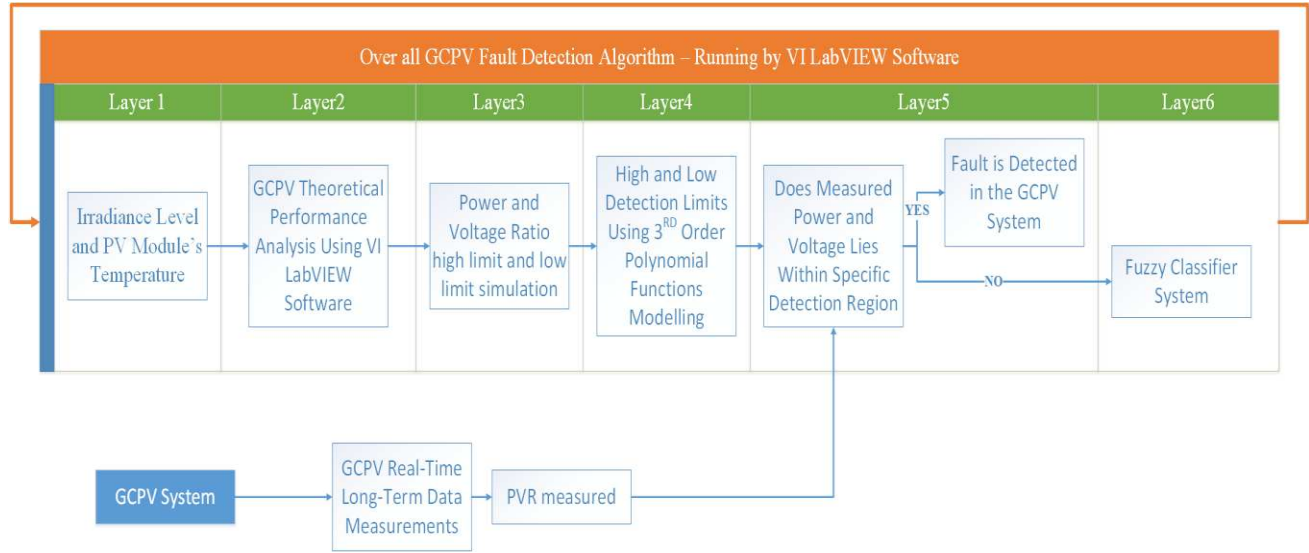 Over all GCPV Fault Detection Algorithm – Running by VI LabVIEW Software
Layer 1
Layer2
Layer3
Layer4
Layer5
Layer6
Irradiance Level
and PV Module's
Temperature
GCPV Theoretical
Performance
Analysis Using VI
LabVIEW
Software
Power and
Voltage Ratio
high limit and low
limit simulation
High and Low
Detection Limits
Using 3RD Order
Polynomial
Functions
Modelling
Does Measured
Power and
Voltage Lies
Within Specific
Detection Region
YES
NO
Fault is Detected
in the GCPV
System
Fuzzy Classifier
System
GCPV System
GCPV Real-Time
Long-Term Data
Measurements
PVR measured